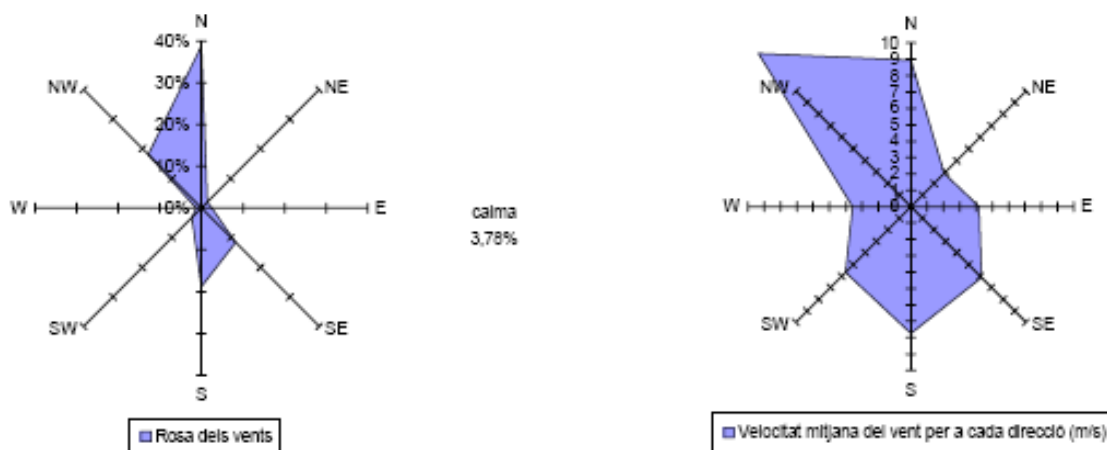 N
40%
30%
20%
10%
0%
NW
NE
W
E
SW
SE
S
Rosa dels vents
calma
3,78%
N
10
9
8
7
6
5
4
3
2
0
NW
NE
W
E
SW
SE
S
Velocitat mitjana del vent per a cada direcció (m/s)